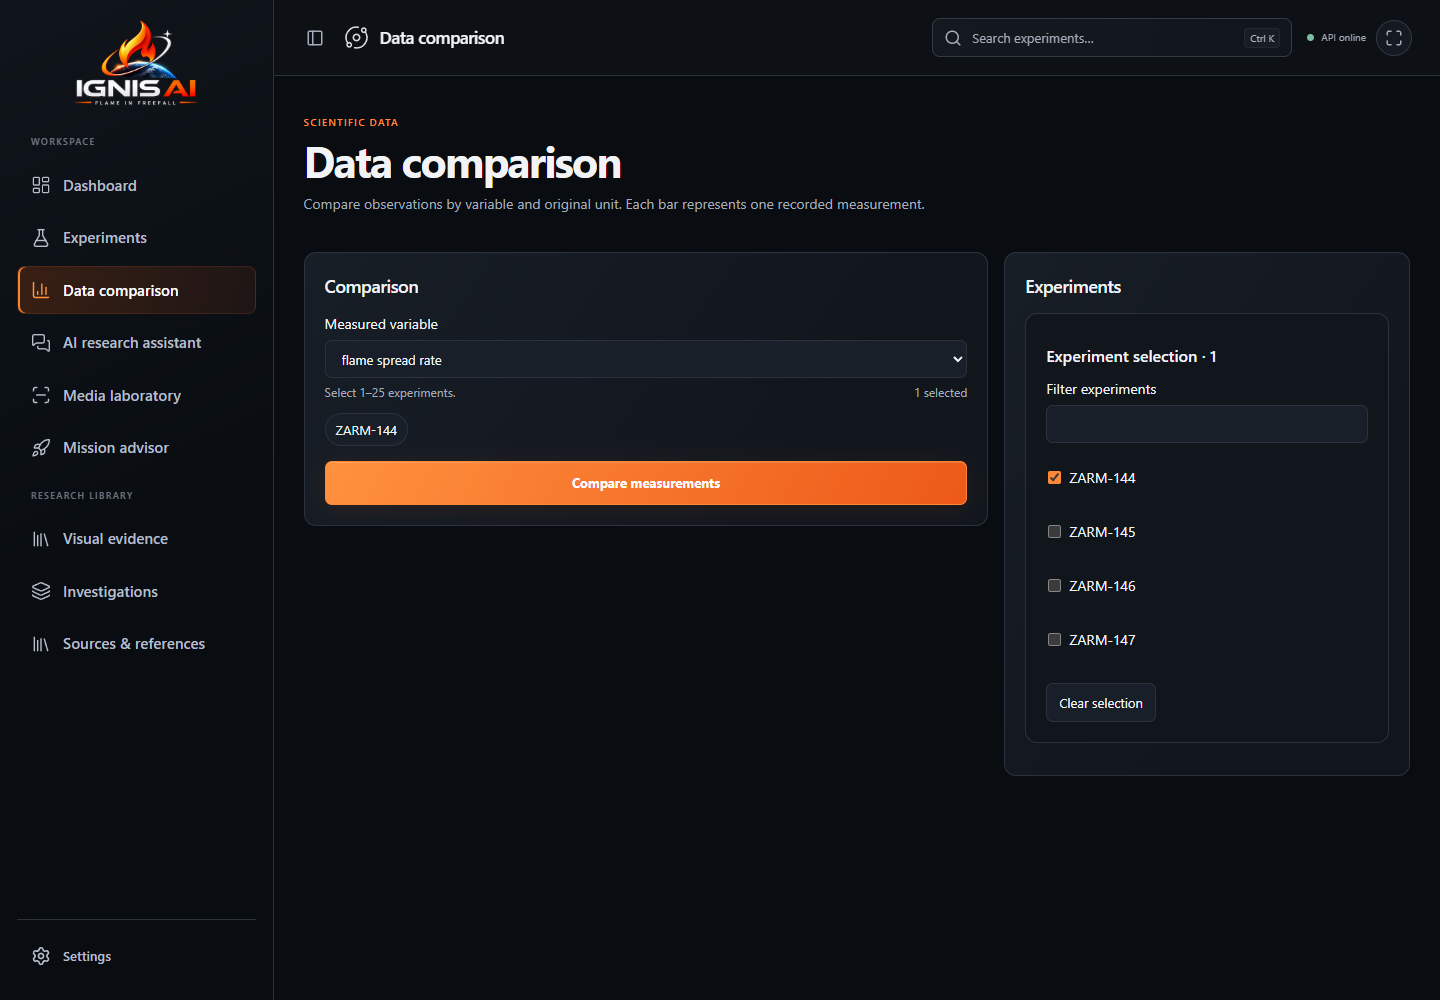 IGNIS AI
FLAME IN FREEFALL
WORKSPACE
Dashboard
Experiments
Data comparison
AI research assistant
Media laboratory
Mission advisor
RESEARCH LIBRARY
Visual evidence
Investigations
Sources & references
Settings
Data comparison
Search experiments...
Ctrl K
API online
SCIENTIFIC DATA
Data comparison
Compare observations by variable and original unit. Each bar represents one recorded measurement.
Comparison
Measured variable
flame spread rate
Select 1–25 experiments.
1 selected
ZARM-144
Compare measurements
Experiments
Experiment selection · 1
Filter experiments
ZARM-144
ZARM-145
ZARM-146
ZARM-147
Clear selection